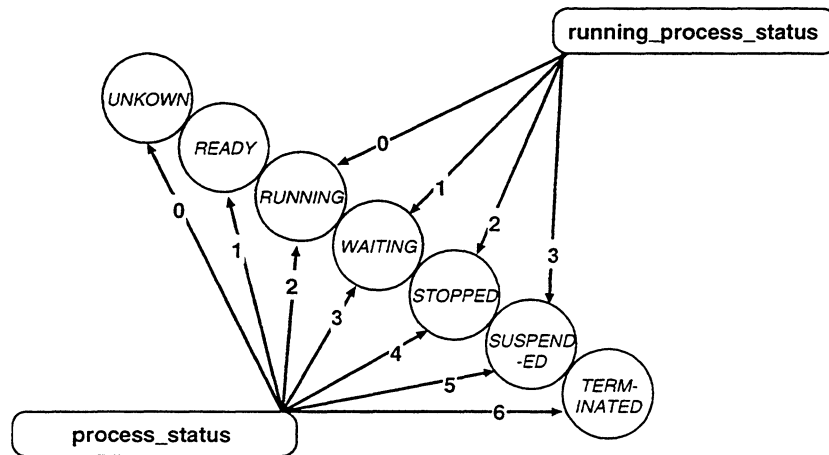 running_process_status
UNKOWN
READY
RUNNING
WAITING
STOPPED
SUSPEND
-ED
TERM-
INATED
0
1
2
3
0
1
2
3
4
5
6
process_status